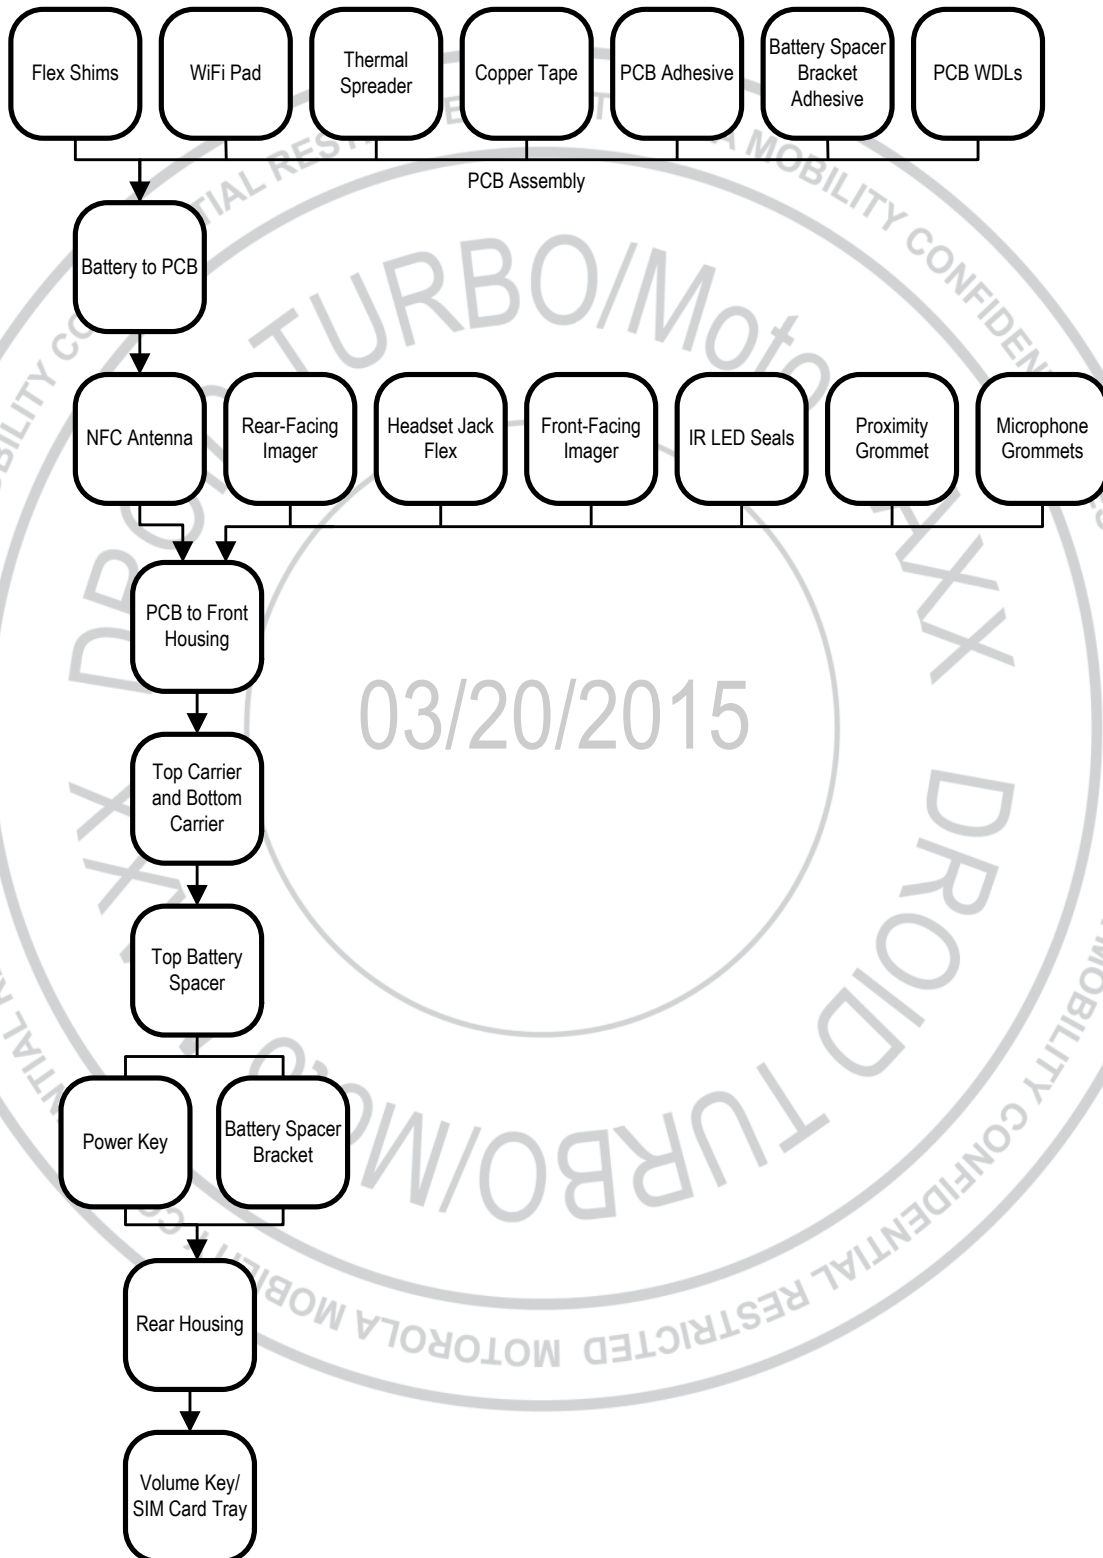 Flex Shims
WiFi Pad
Thermal
Spreader
Copper Tape
PCB Adhesive
Battery Spacer
Bracket
Adhesive
PCB WDLs
PCB Assembly
Battery to PCB
NFC Antenna
Rear-Facing
Imager
Headset Jack
Flex
Front-Facing
Imager
IR LED Seals
Proximity
Grommet
Microphone
Grommets
PCB to Front
Housing
03/20/2015
Top Carrier
and Bottom
Carrier
Top Battery
Spacer
Power Key
Battery Spacer
Bracket
Rear Housing
Volume Key/
SIM Card Tray
TURBO/Moto
DROID TURBO/Mo
MOTOROLA MOBILITY
CONFIDENTIAL RESTRICTED